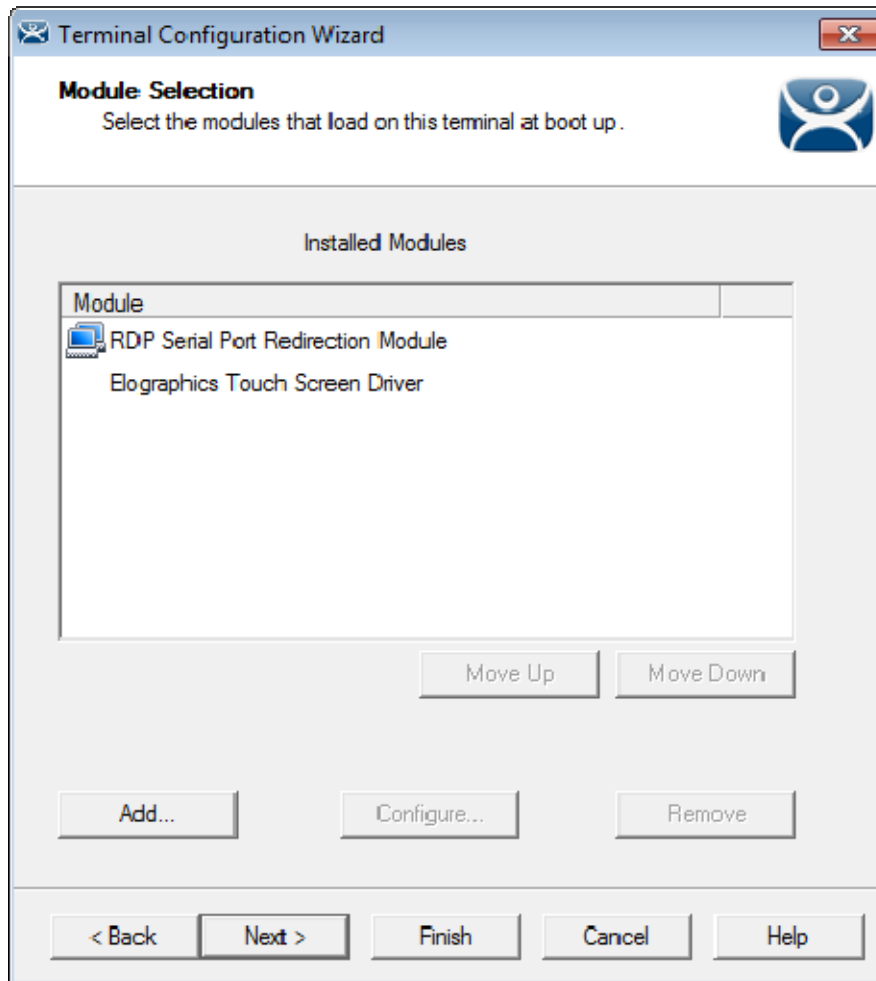 Terminal Configuration Wizard
Module Selection
Select the modules that load on this terminal at boot up.
Installed Modules
Module
RDP Serial Port Redirection Module
Elographics Touch Screen Driver
Move Up Move Down
Add... Configure... Remove
< Back Next > Finish Cancel Help